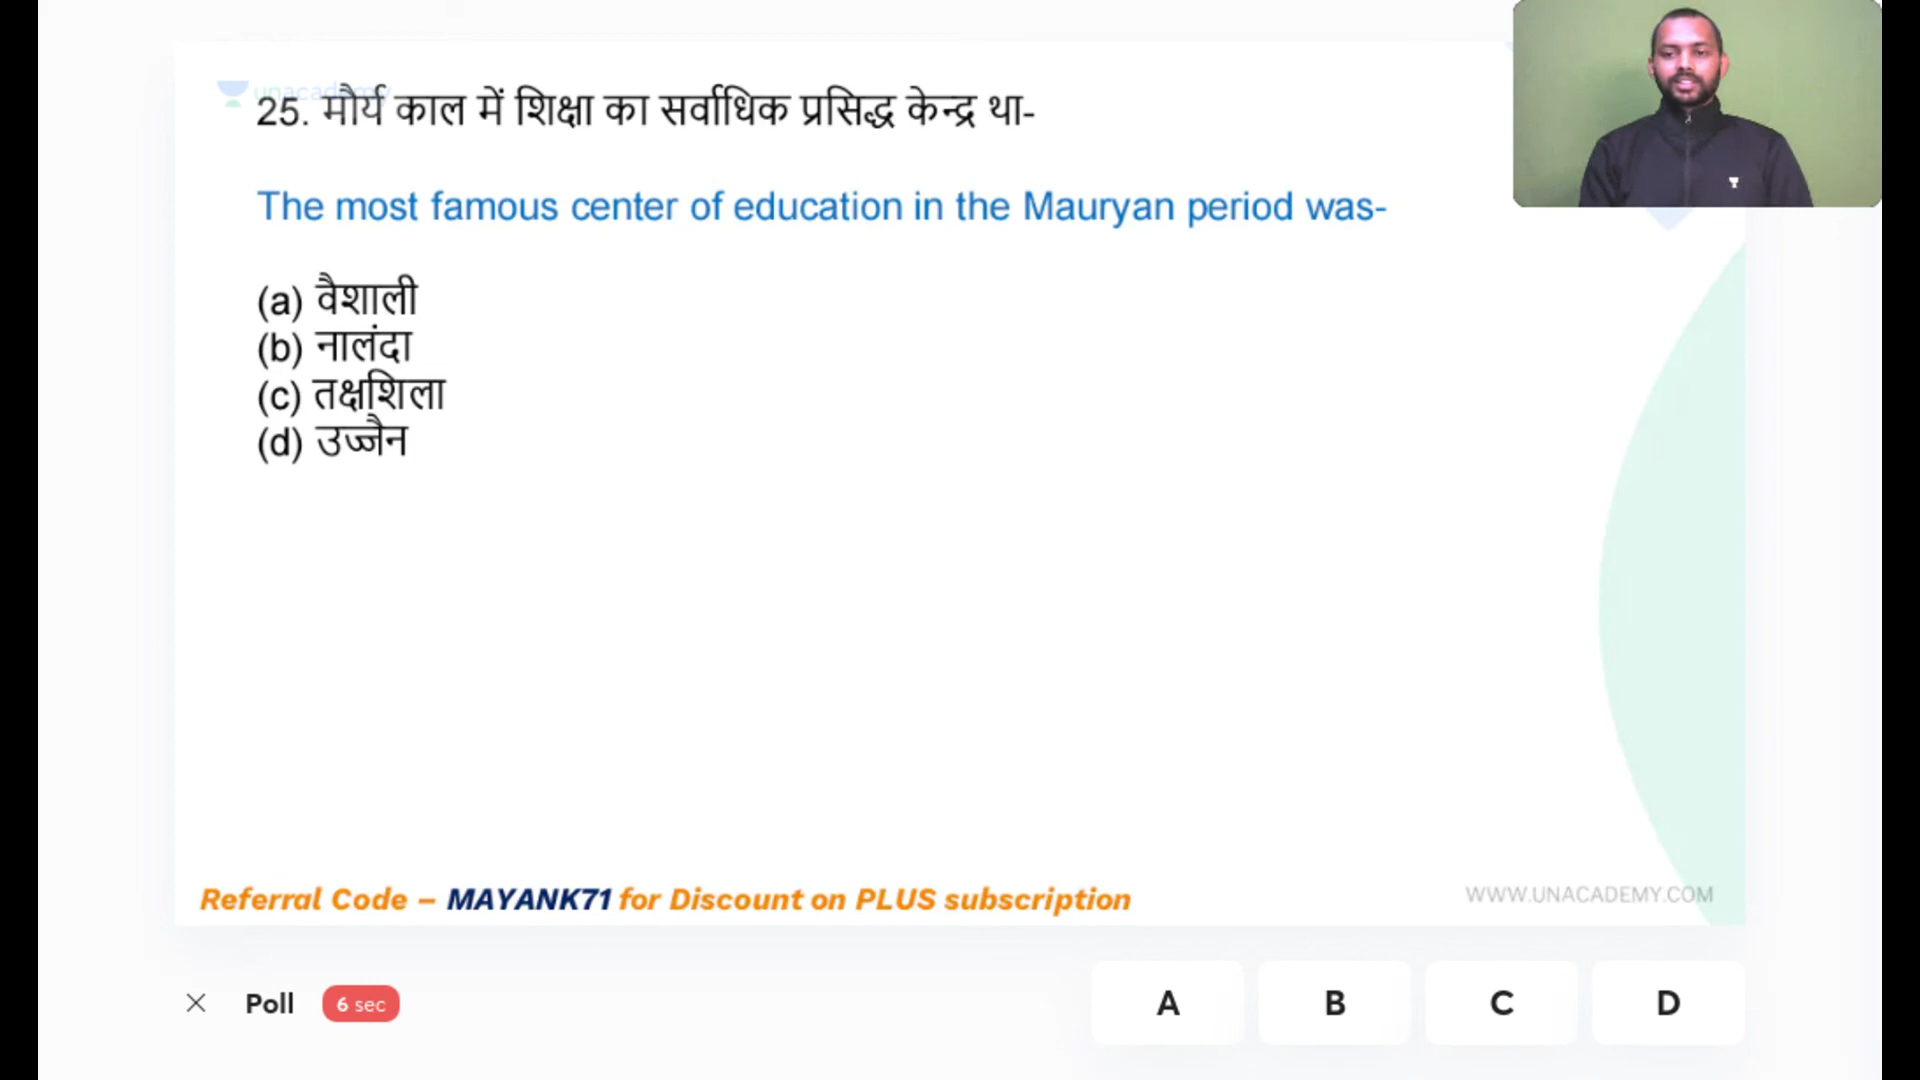 unacademy
25. मौर्य काल में शिक्षा का सर्वाधिक प्रसिद्ध केन्द्र था-
The most famous center of education in the Mauryan period was-
(a) वैशाली
(b) नालंदा
(c) तक्षशिला
(d) उज्जैन
Referral Code – MAYANK71 for Discount on PLUS subscription
WWW.UNACADEMY.COM
Poll 6 sec A B C D